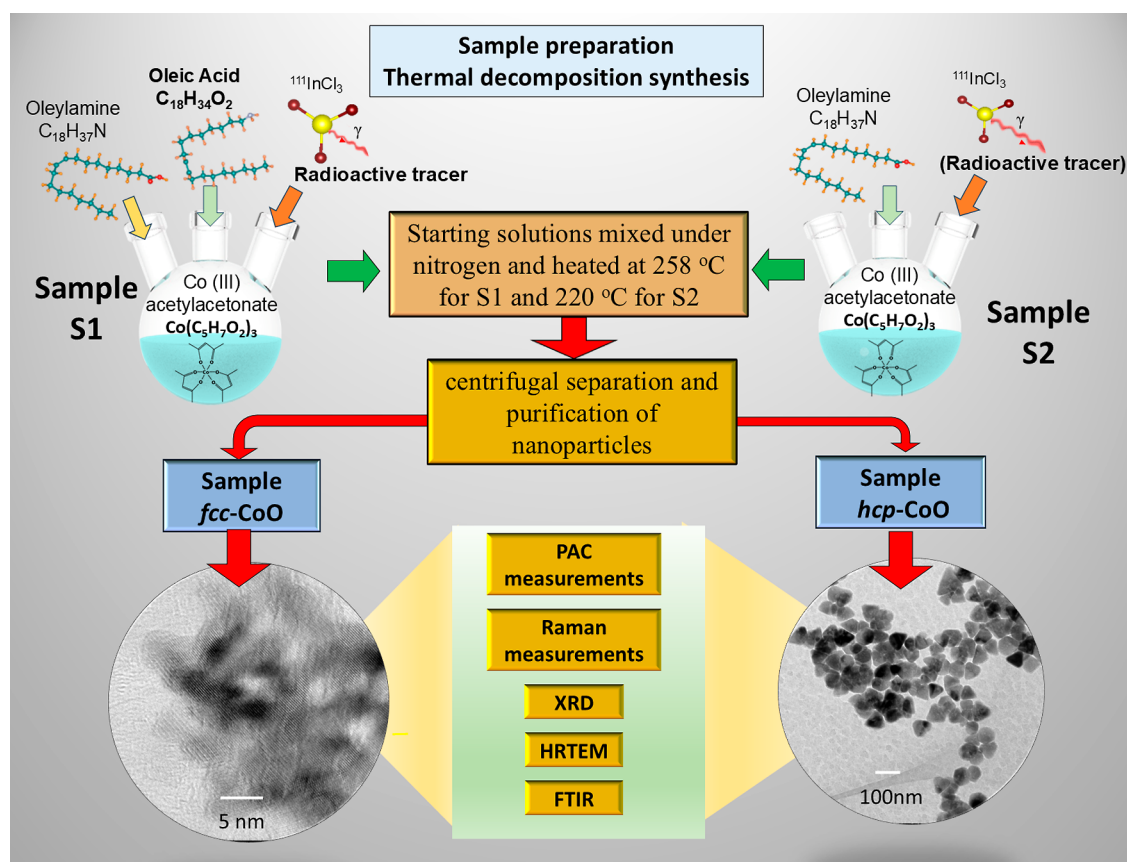 Sample preparation
Thermal decomposition synthesis
Oleic Acid
C₁₈H₃₄O₂
¹¹¹InCl₃
Oleylamine
C₁₈H₃₇N
γ
Radioactive tracer
¹¹¹InCl₃
Oleylamine
C₁₈H₃₇N
γ
(Radioactive tracer)
Sample
S1
Co (III)
acetylacetonate
Co(C₅H₇O₂)₃
Starting solutions mixed under
nitrogen and heated at 258 °C
for S1 and 220 °C for S2
Co (III)
acetylacetonate
Co(C₅H₇O₂)₃
Sample
S2
centrifugal separation and
purification of
nanoparticles
Sample
fcc-CoO
Sample
hcp-CoO
PAC
measurements
Raman
measurements
XRD
HRTEM
FTIR
5 nm
100nm